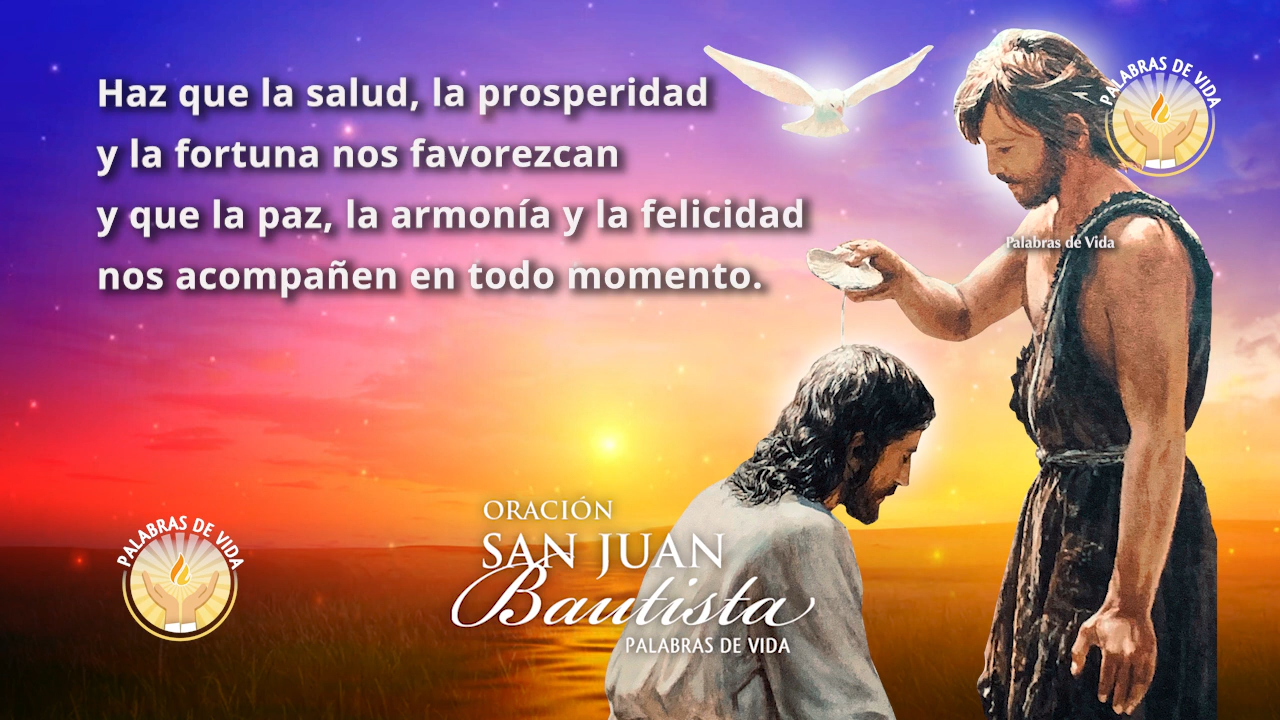 Haz que la salud, la prosperidad
y la fortuna nos favorezcan
y que la paz, la armonía y la felicidad
nos acompañen en todo momento.
PALABRAS DE VIDA
Palabras de Vida
ORACIÓN
SAN JUAN
Bautista
PALABRAS DE VIDA
PALABRAS DE VIDA